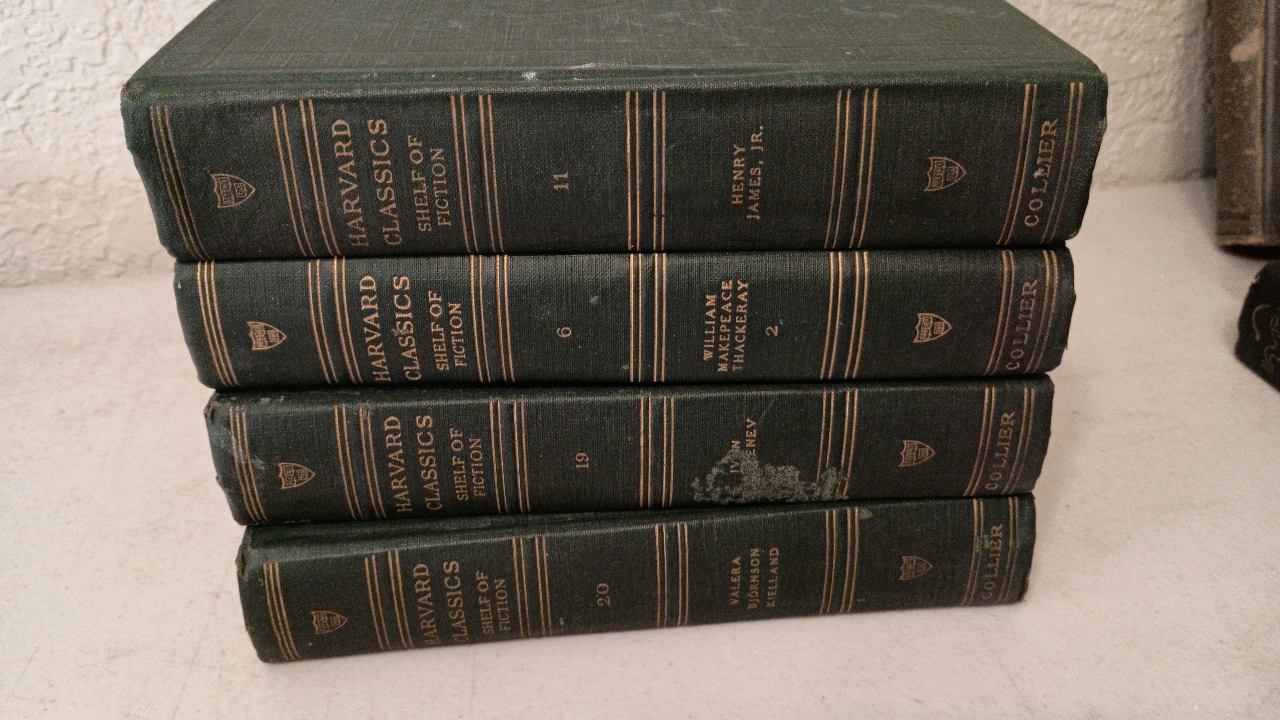 HARVARD
CLASSICS
SHELF OF
FICTION
11
HENRY
JAMES, JR.
COLLIER
HARVARD
CLASSICS
SHELF OF
FICTION
6
WILLIAM
MAKEPEACE
THACKERAY
2
COLLIER
HARVARD
CLASSICS
SHELF OF
FICTION
19
COLLIER
HARVARD
CLASSICS
SHELF OF
FICTION
20
VALERA
BJÖRNSON
KIELLAND
COLLIER